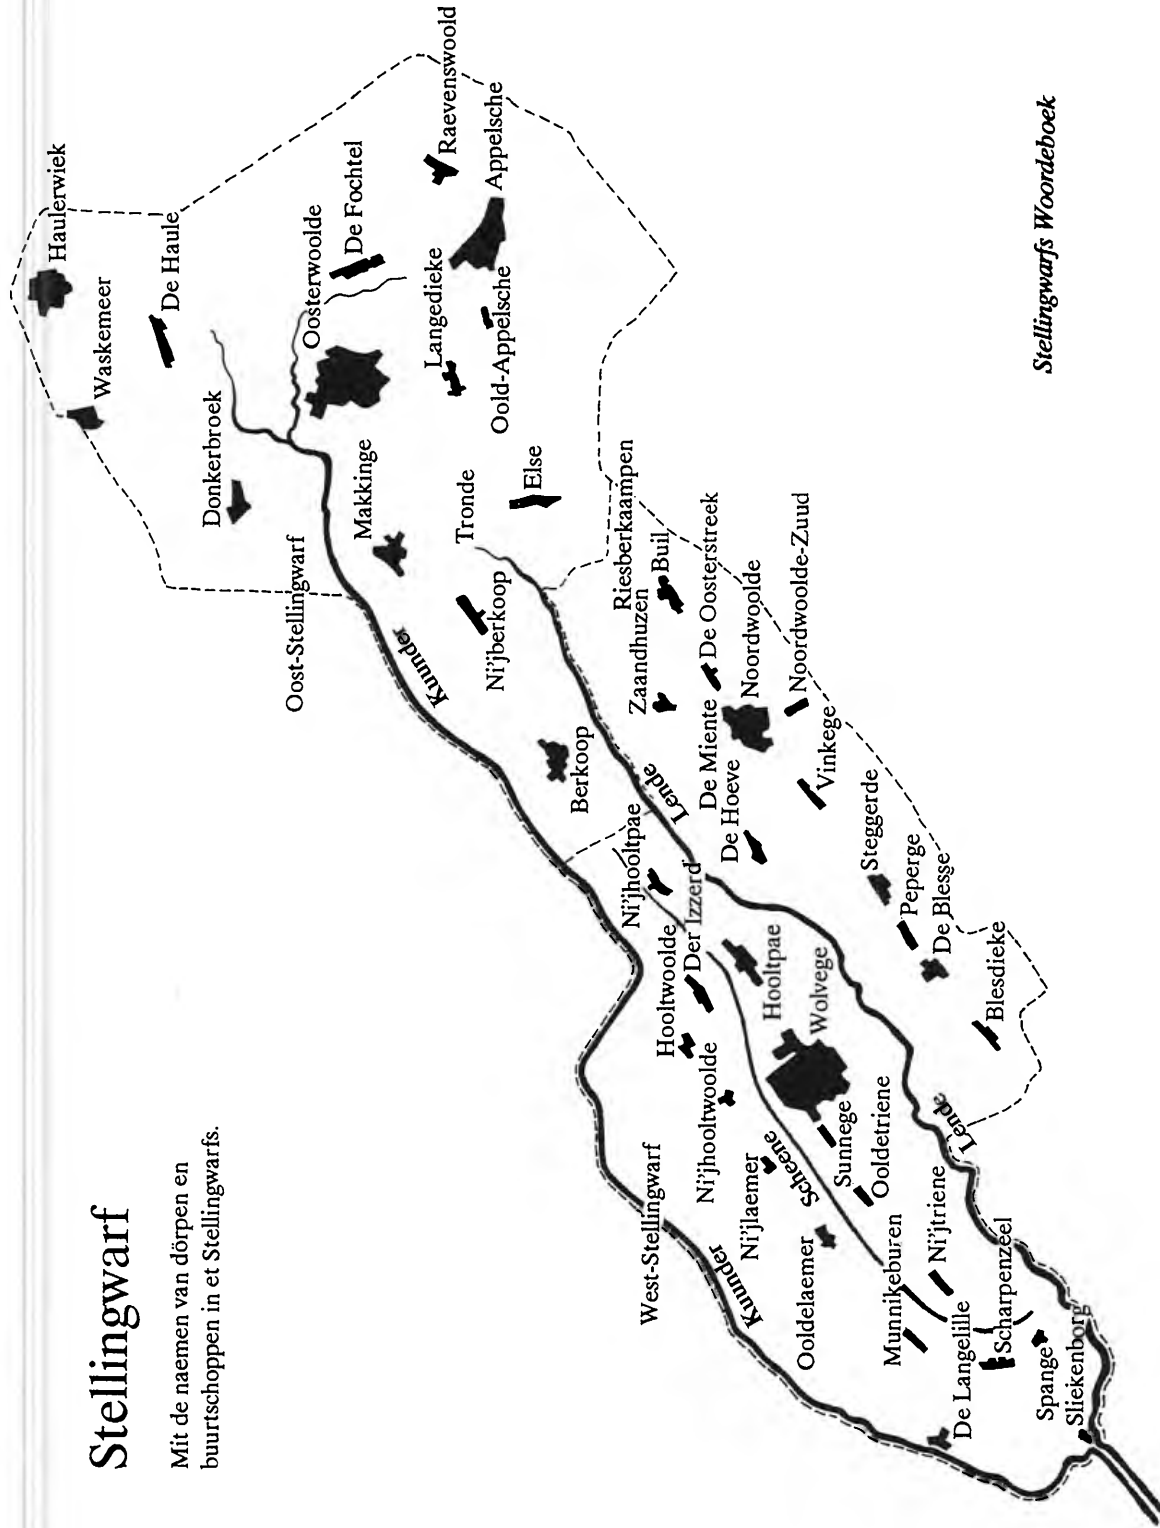 Stellingwarf
Mit de naemen van dörpen en
buurtschoppen in et Stellingwarfs.
Haulerwiek
Waskemeer
De Haule
Donkerbroek
Oosterwoolde
De Fochtel
Raevenswoold
Appelsche
Langedieke
Oold-Appelsche
Oost-Stellingwarf
Makkinge
Tronde
Else
Kuunder
Ni'jberkoop
Berkoop
Riesberkaampen
Buil
Zaandhuzen
De Oosterstreek
Noordwoolde
Noordwoolde-Zuud
De Miente
De Hoeve
Vinkege
Lende
Steggerde
Peperge
De Blesse
Blesdieke
Ni'jhooltpae
Der Izzerd
Hooltwoolde
Hooltpae
Wolvege
Ni'jhooltwoolde
West-Stellingwarf
Sunnege
Ooldetriene
Scheene
Ni'jlaemer
Ooldelaemer
Kuunder
Lende
Munnikeburen
Ni'jtriene
Scharpenzeel
De Langelille
Spange
Sliekenborg
Stellingwarfs Woordeboek